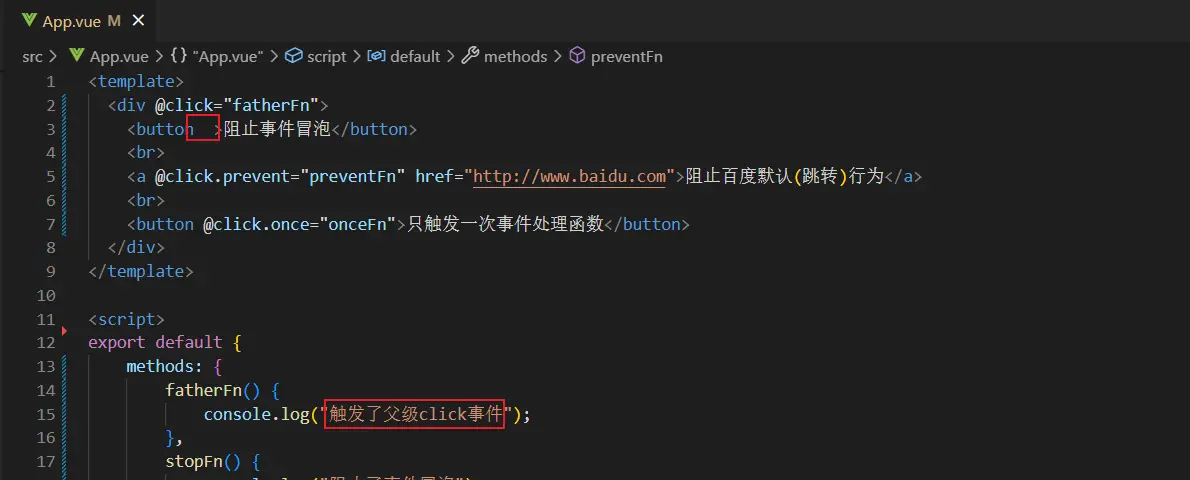 App.vue M
src > App.vue > {} "App.vue" > script > default > methods > preventFn
1 <template>
2 <div @click="fatherFn">
3 <button  >阻止事件冒泡</button>
4 <br>
5 <a @click.prevent="preventFn" href="http://www.baidu.com">阻止百度默认(跳转)行为</a>
6 <br>
7 <button @click.once="onceFn">只触发一次事件处理函数</button>
8 </div>
9 </template>
10
11 <script>
12 export default {
13 methods: {
14 fatherFn() {
15 console.log("触发了父级click事件");
16 },
17 stopFn() {